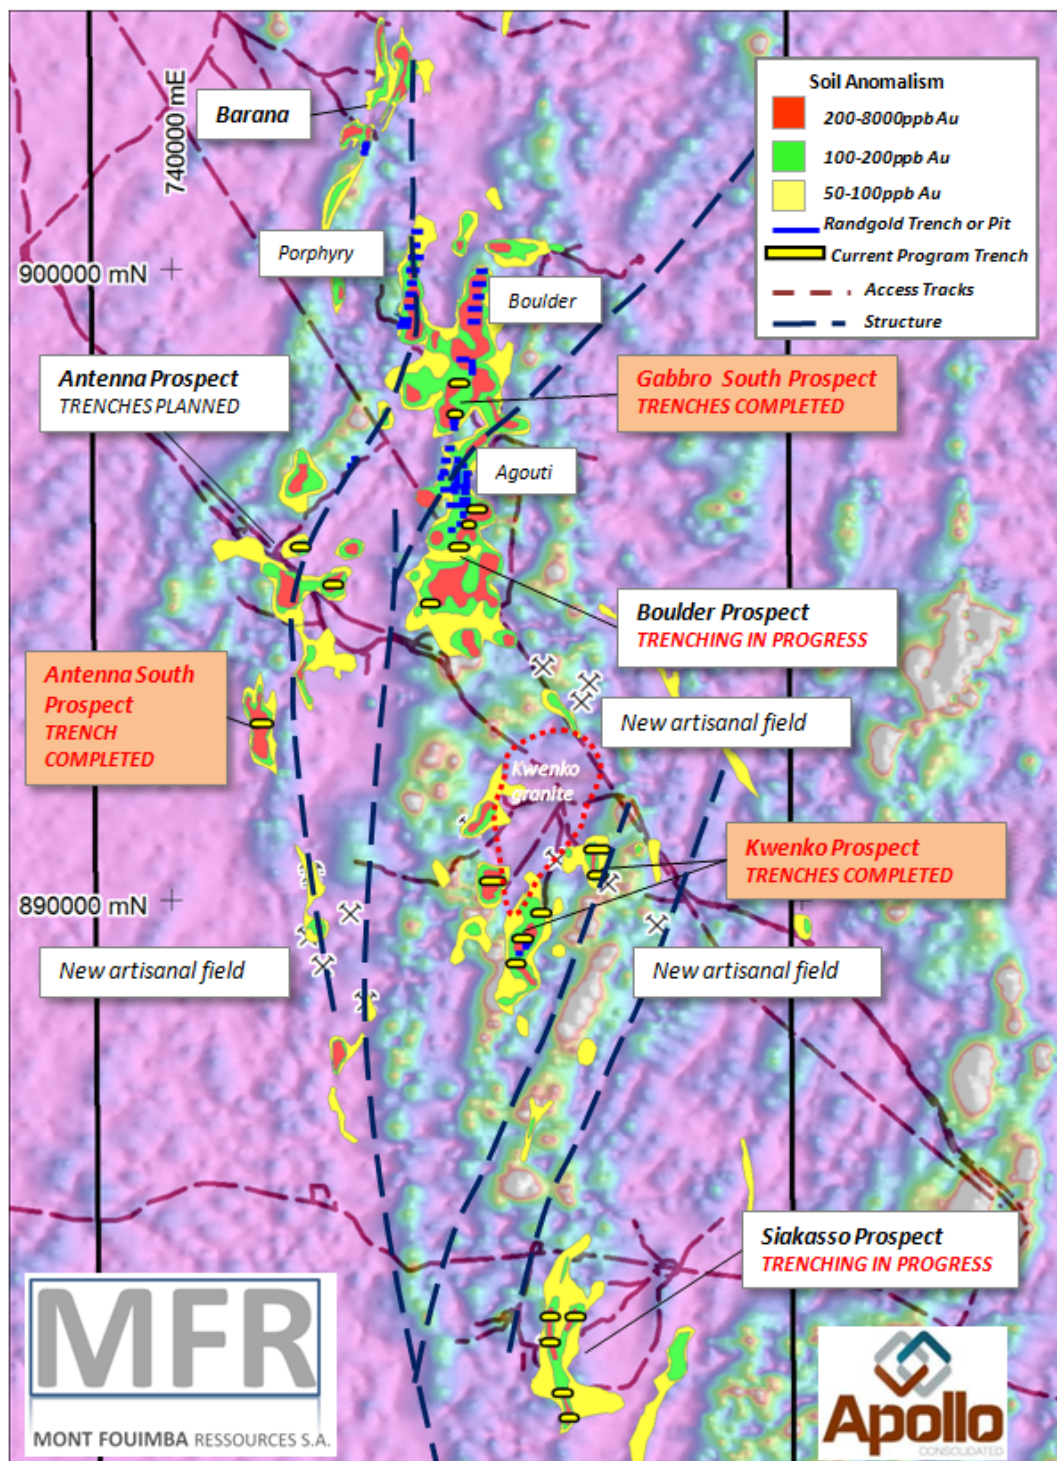 Soil Anomalism
200-8000ppb Au
100-200ppb Au
50-100ppb Au
Randgold Trench or Pit
Current Program Trench
Access Tracks
Structure
Barana
740000 mE
Porphyry
900000 mN
Boulder
Antenna Prospect
TRENCHES PLANNED
Gabbro South Prospect
TRENCHES COMPLETED
Agouti
Boulder Prospect
TRENCHING IN PROGRESS
Antenna South
Prospect
TRENCH
COMPLETED
New artisanal field
Kwenko
granite
Kwenko Prospect
TRENCHES COMPLETED
890000 mN
New artisanal field
New artisanal field
Siakasso Prospect
TRENCHING IN PROGRESS
MFR
MONT FOUIMBA RESSOURCES S.A.
Apollo
CONSOLIDATED